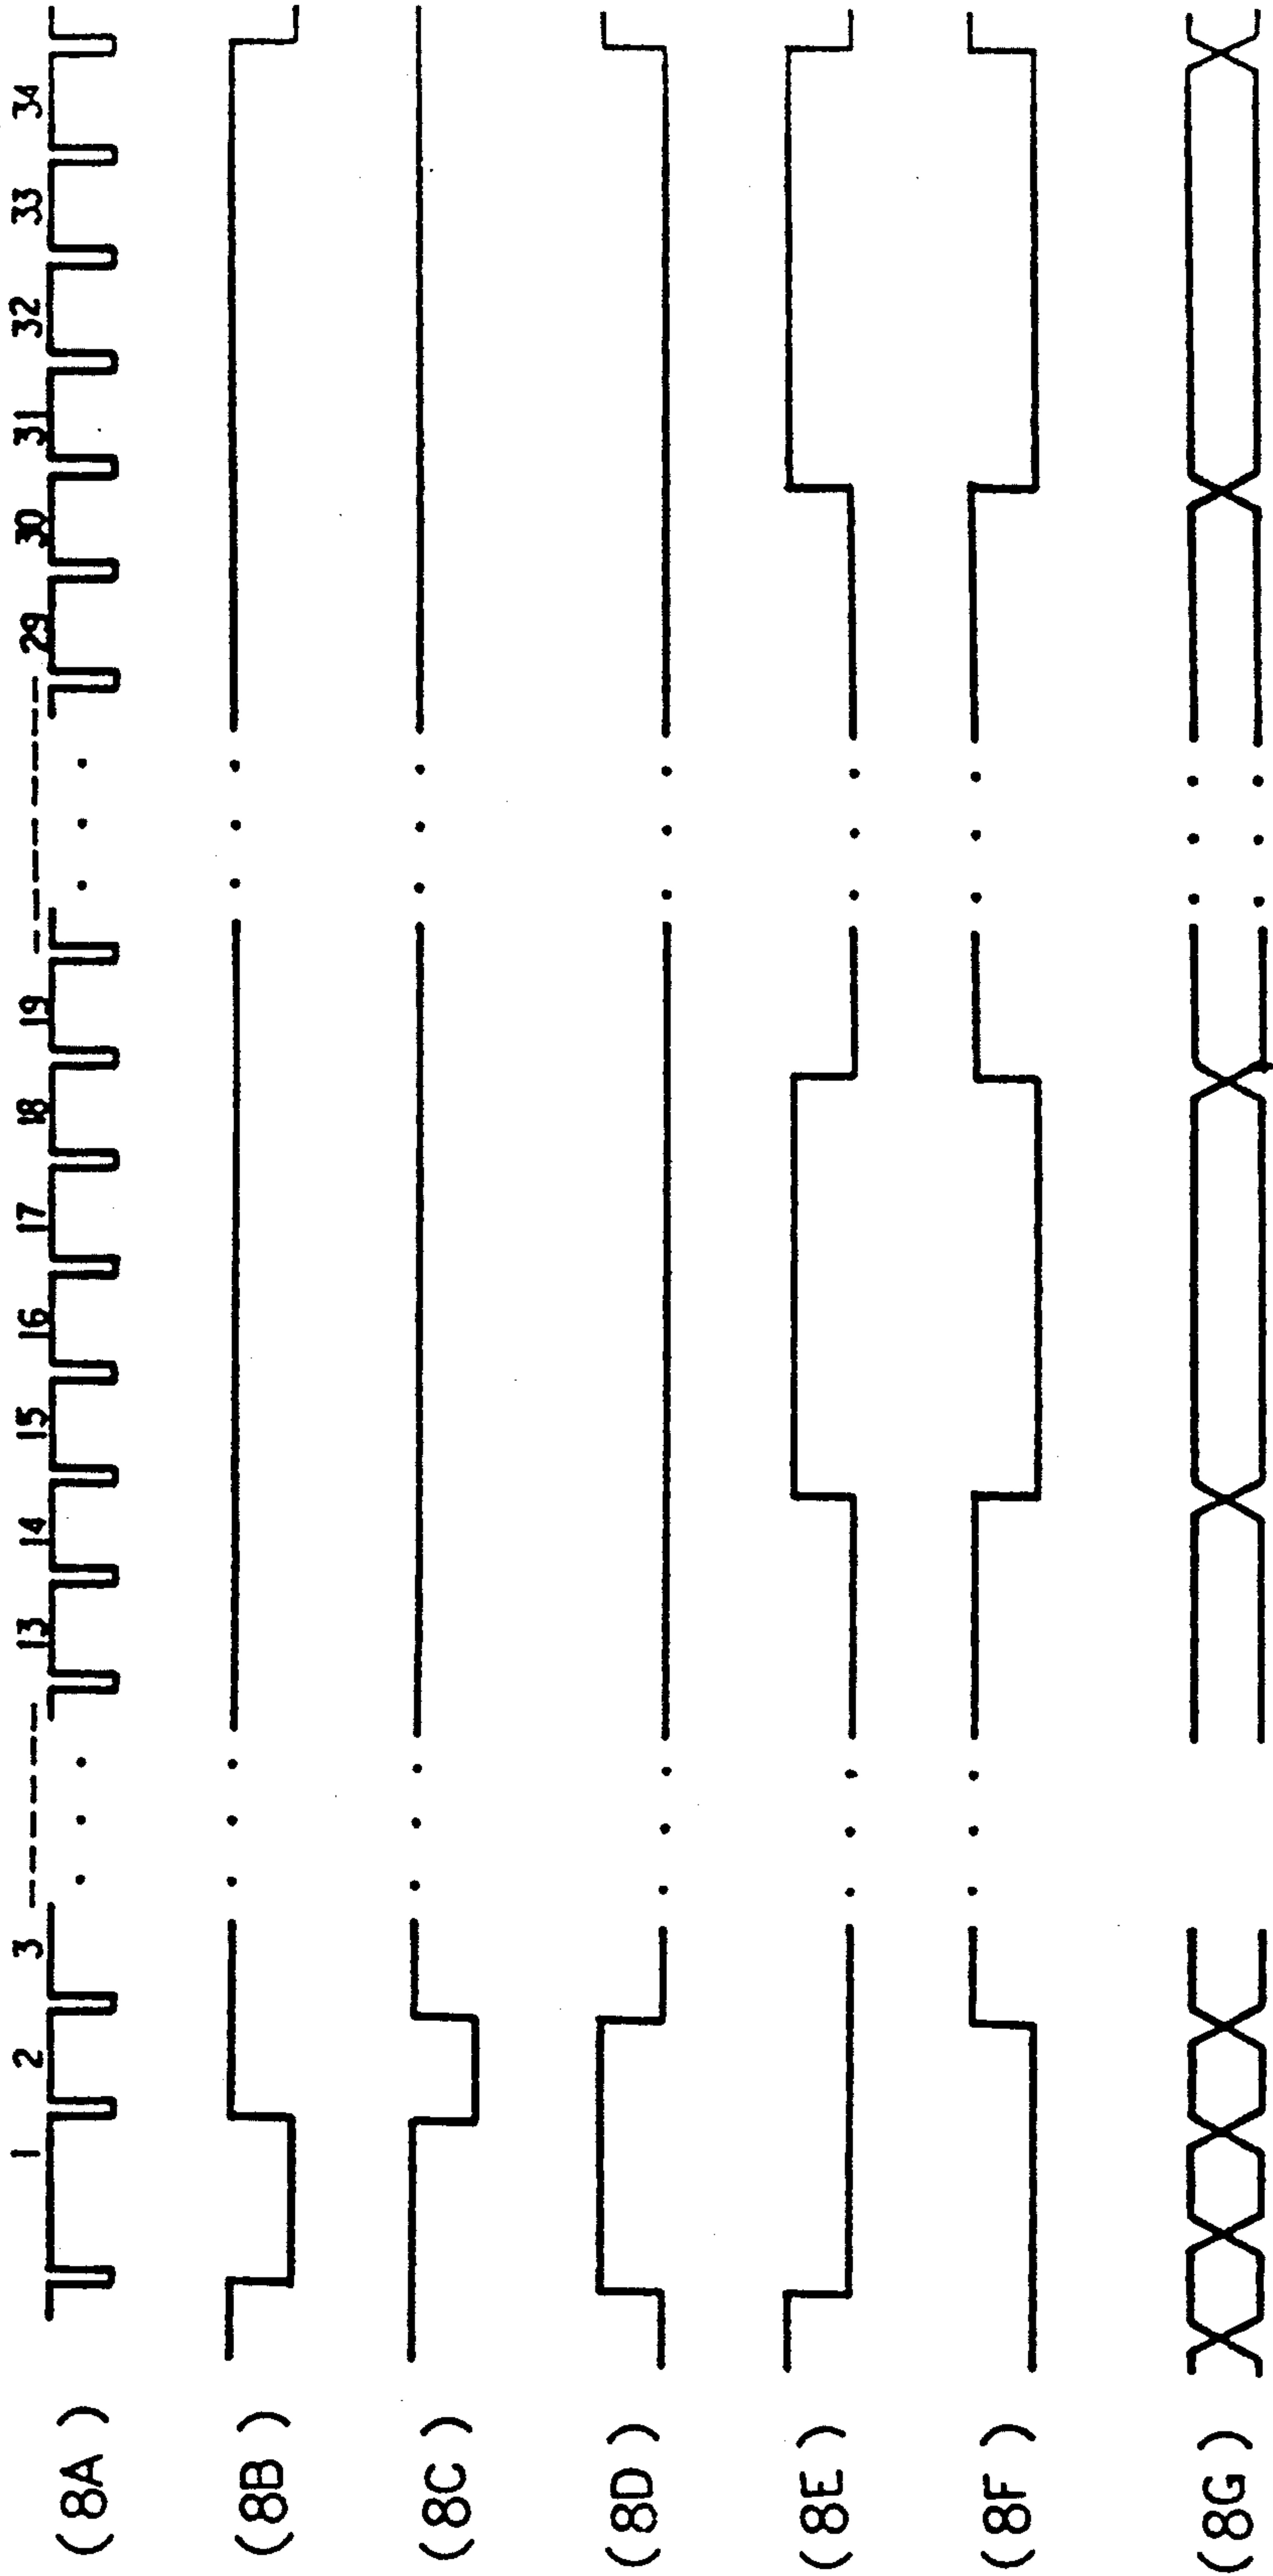 1 2 3 ---- 13 14 15 16 17 18 19 ------ 29 30 31 32 33 34
(8A)
(8B)
(8C)
(8D)
(8E)
(8F)
(8G)